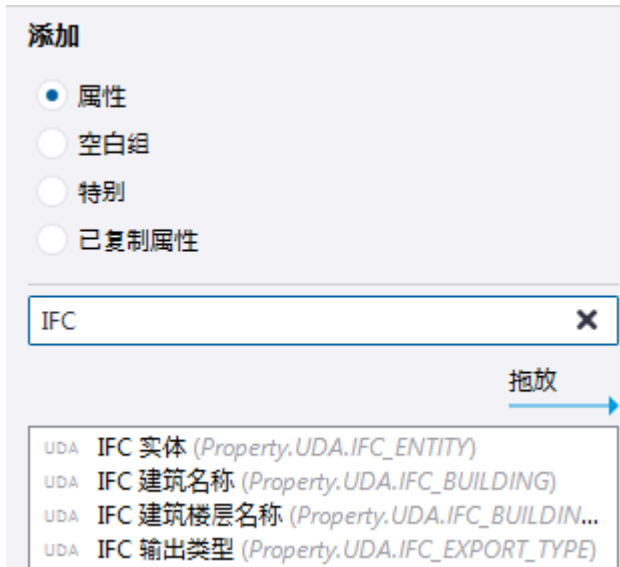 添加
属性
空白组
特别
已复制属性
IFC
拖放
UDA IFC 实体 (Property.UDA.IFC_ENTITY)
UDA IFC 建筑名称 (Property.UDA.IFC_BUILDING)
UDA IFC 建筑楼层名称 (Property.UDA.IFC_BUILDIN...
UDA IFC 输出类型 (Property.UDA.IFC_EXPORT_TYPE)